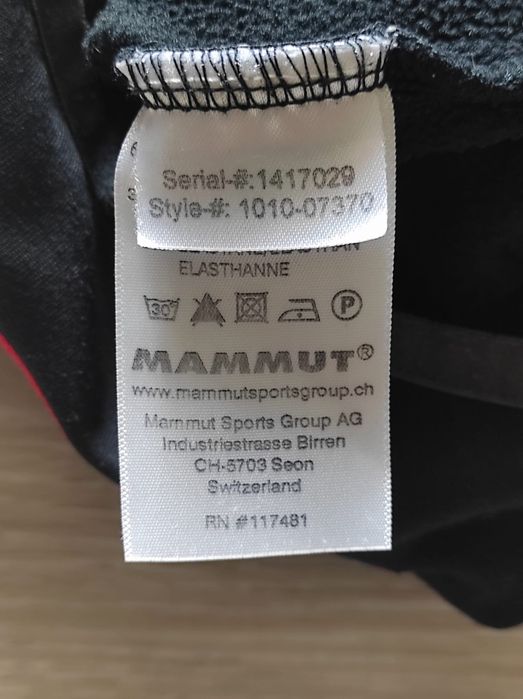 Serial-#:1417029
Style-#: 1010-07370
ELASTHANNE
30°
P
MAMMUT®
www.mammutsportsgroup.ch
Mammut Sports Group AG
Industriestrasse Birren
CH-5703 Seon
Switzerland
RN #117481